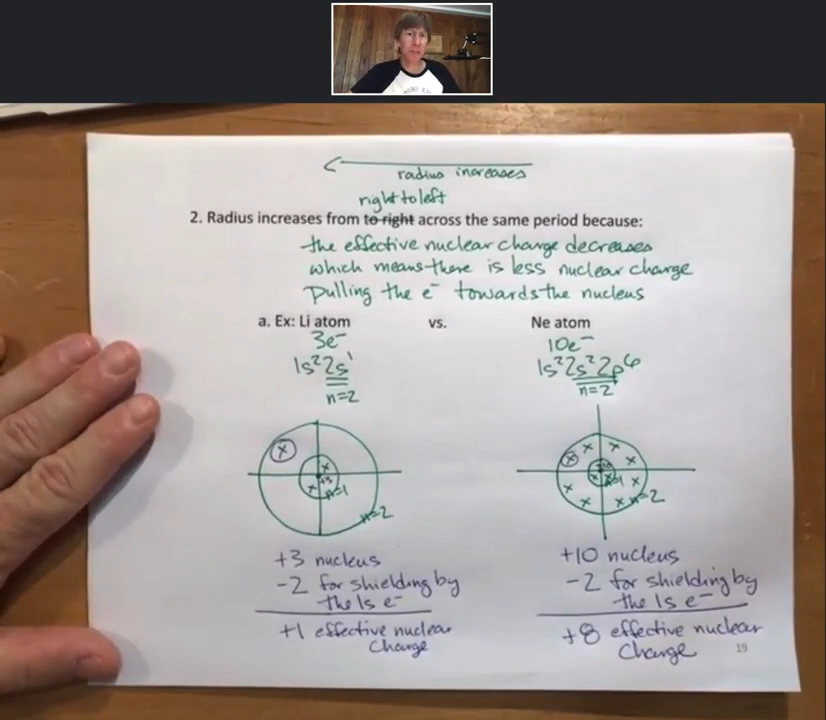 radius increases
right to left
2. Radius increases from to right across the same period because:
the effective nuclear charge decreases
which means there is less nuclear charge
pulling the e⁻ towards the nucleus
a. Ex: Li atom vs. Ne atom
3e⁻ 10e⁻
1s²2s¹ 1s²2s²2p⁶
n=2 n=2
x x x x x
x x x x
+3 n=1 n=1 x
x x n=2
n=2 x x
+3 nucleus +10 nucleus
-2 for shielding by -2 for shielding by
the 1s e⁻ the 1s e⁻
+1 effective nuclear +8 effective nuclear
charge charge
19